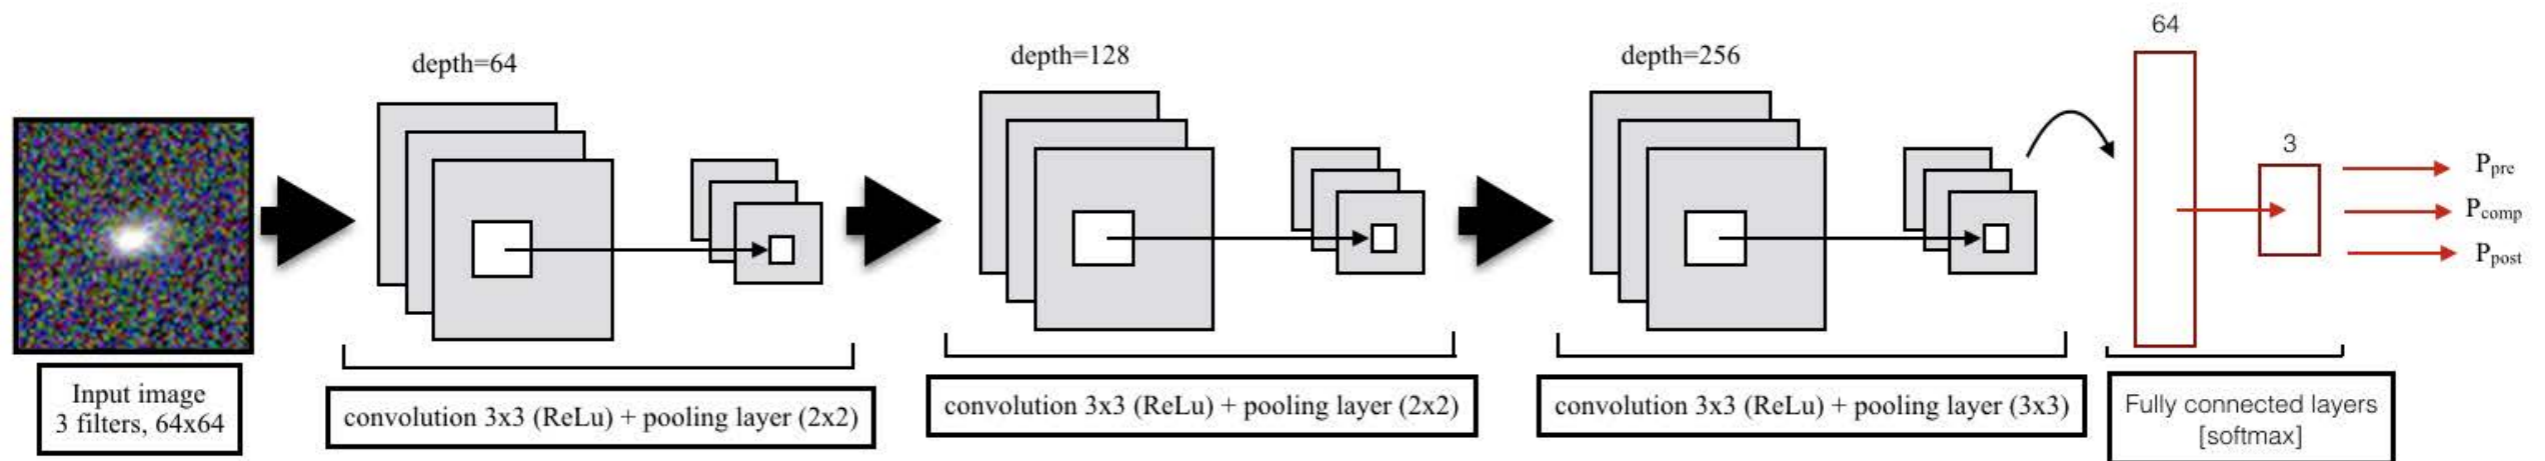 depth=64
depth=128
depth=256
64
3
P_pre
P_comp
P_post
Input image
3 filters, 64x64
convolution 3x3 (ReLu) + pooling layer (2x2)
convolution 3x3 (ReLu) + pooling layer (2x2)
convolution 3x3 (ReLu) + pooling layer (3x3)
Fully connected layers
[softmax]